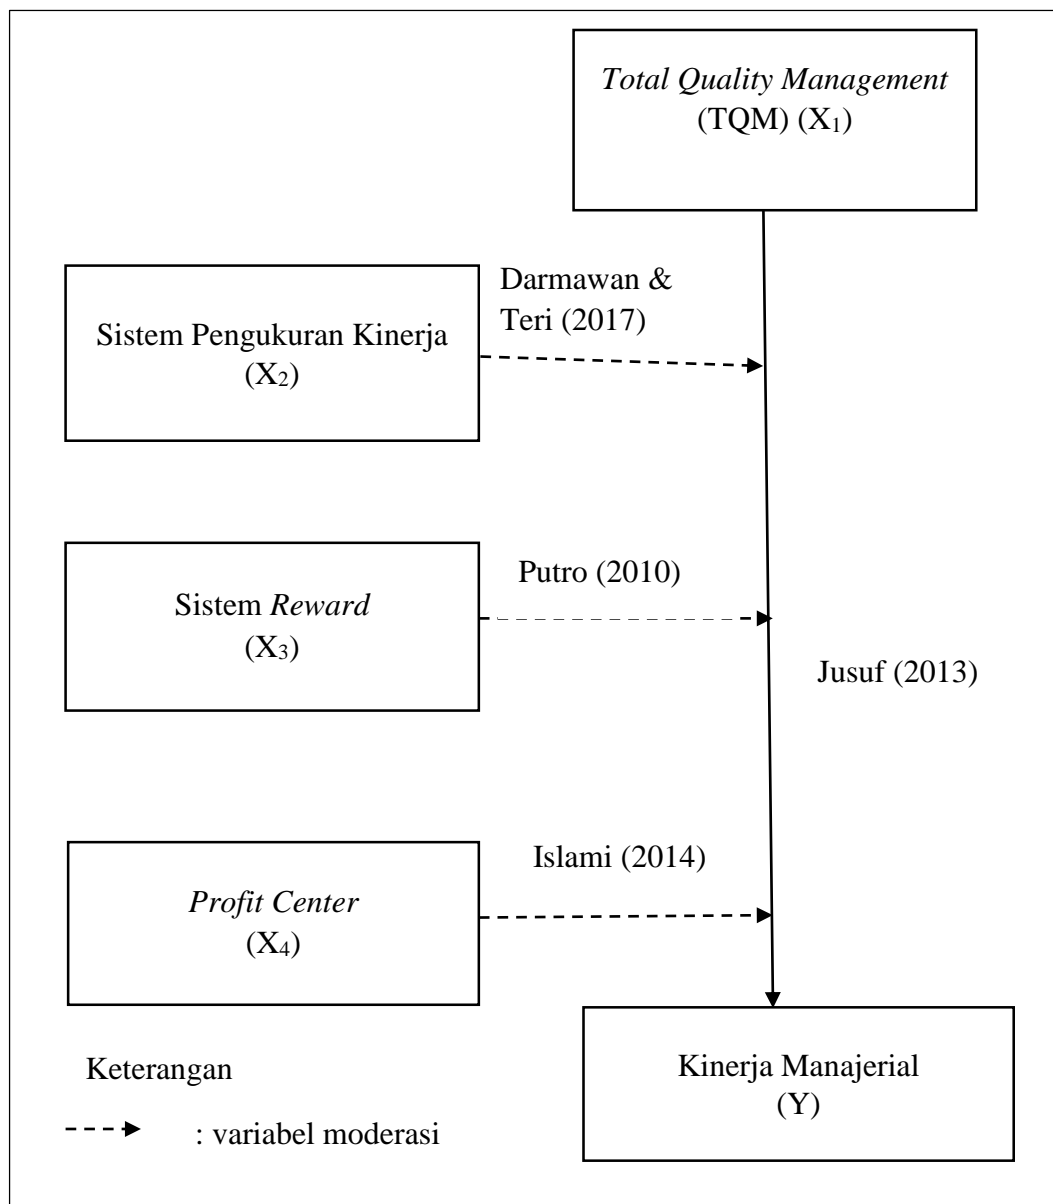 Total Quality Management
(TQM) (X₁)
Darmawan &
Teri (2017)
Sistem Pengukuran Kinerja
(X₂)
Putro (2010)
Sistem Reward
(X₃)
Jusuf (2013)
Islami (2014)
Profit Center
(X₄)
Kinerja Manajerial
(Y)
Keterangan
: variabel moderasi